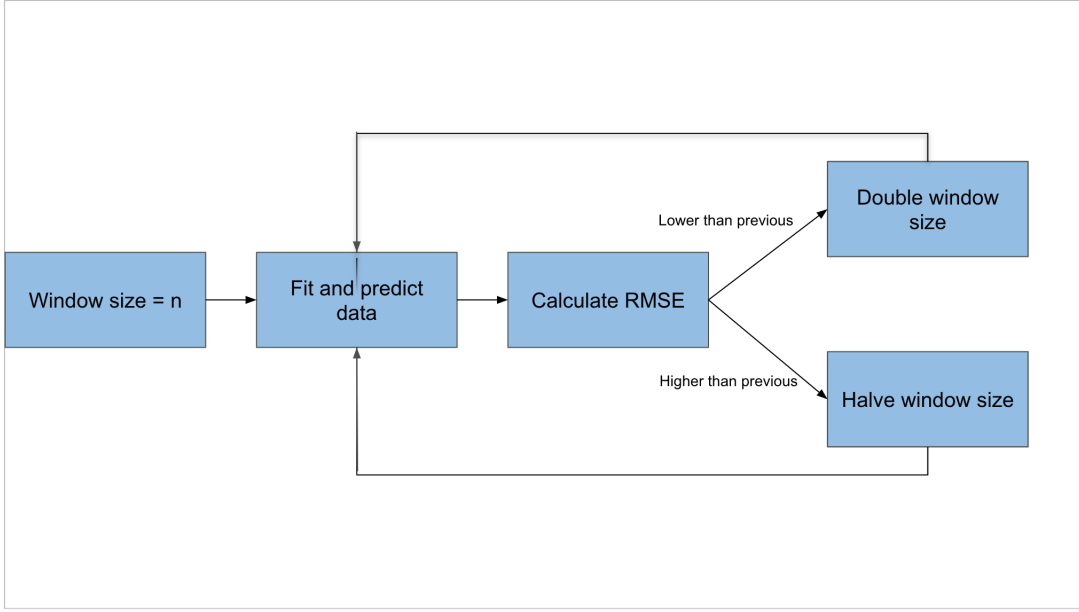 Window size = n
Fit and predict
data
Calculate RMSE
Lower than previous
Double window
size
Higher than previous
Halve window size